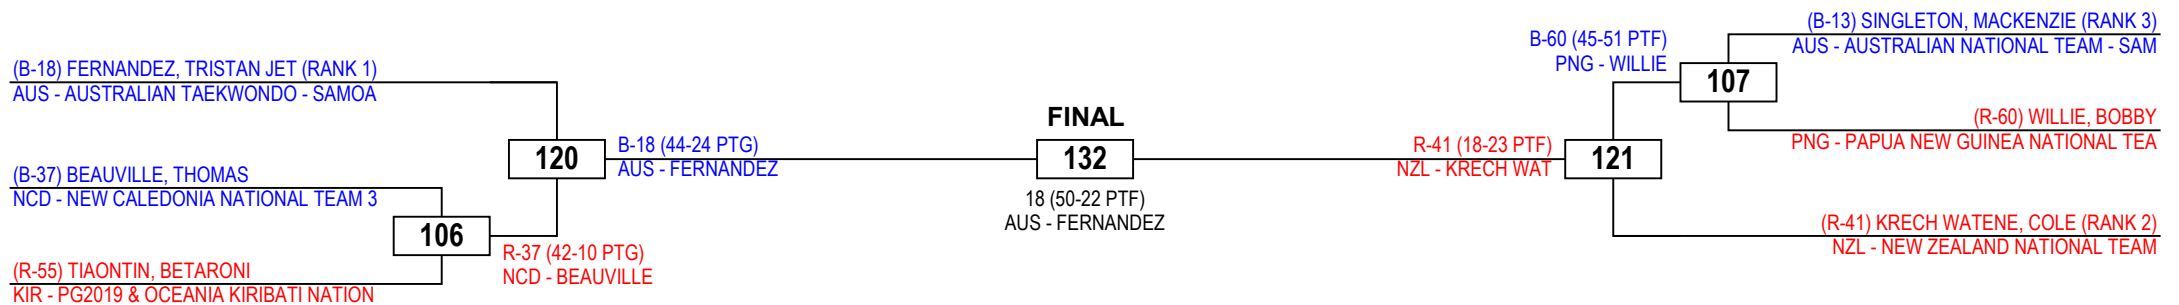 (B-18) FERNANDEZ, TRISTAN JET (RANK 1)
AUS - AUSTRALIAN TAEKWONDO - SAMOA
(B-37) BEAUVILLE, THOMAS
NCD - NEW CALEDONIA NATIONAL TEAM 3
(R-55) TIAONTIN, BETARONI
KIR - PG2019 & OCEANIA KIRIBATI NATION
106
R-37 (42-10 PTG)
NCD - BEAUVILLE
120
B-18 (44-24 PTG)
AUS - FERNANDEZ
FINAL
132
18 (50-22 PTF)
AUS - FERNANDEZ
R-41 (18-23 PTF)
NZL - KRECH WAT
121
B-60 (45-51 PTF)
PNG - WILLIE
107
(B-13) SINGLETON, MACKENZIE (RANK 3)
AUS - AUSTRALIAN NATIONAL TEAM - SAM
(R-60) WILLIE, BOBBY
PNG - PAPUA NEW GUINEA NATIONAL TEA
(R-41) KRECH WATENE, COLE (RANK 2)
NZL - NEW ZEALAND NATIONAL TEAM